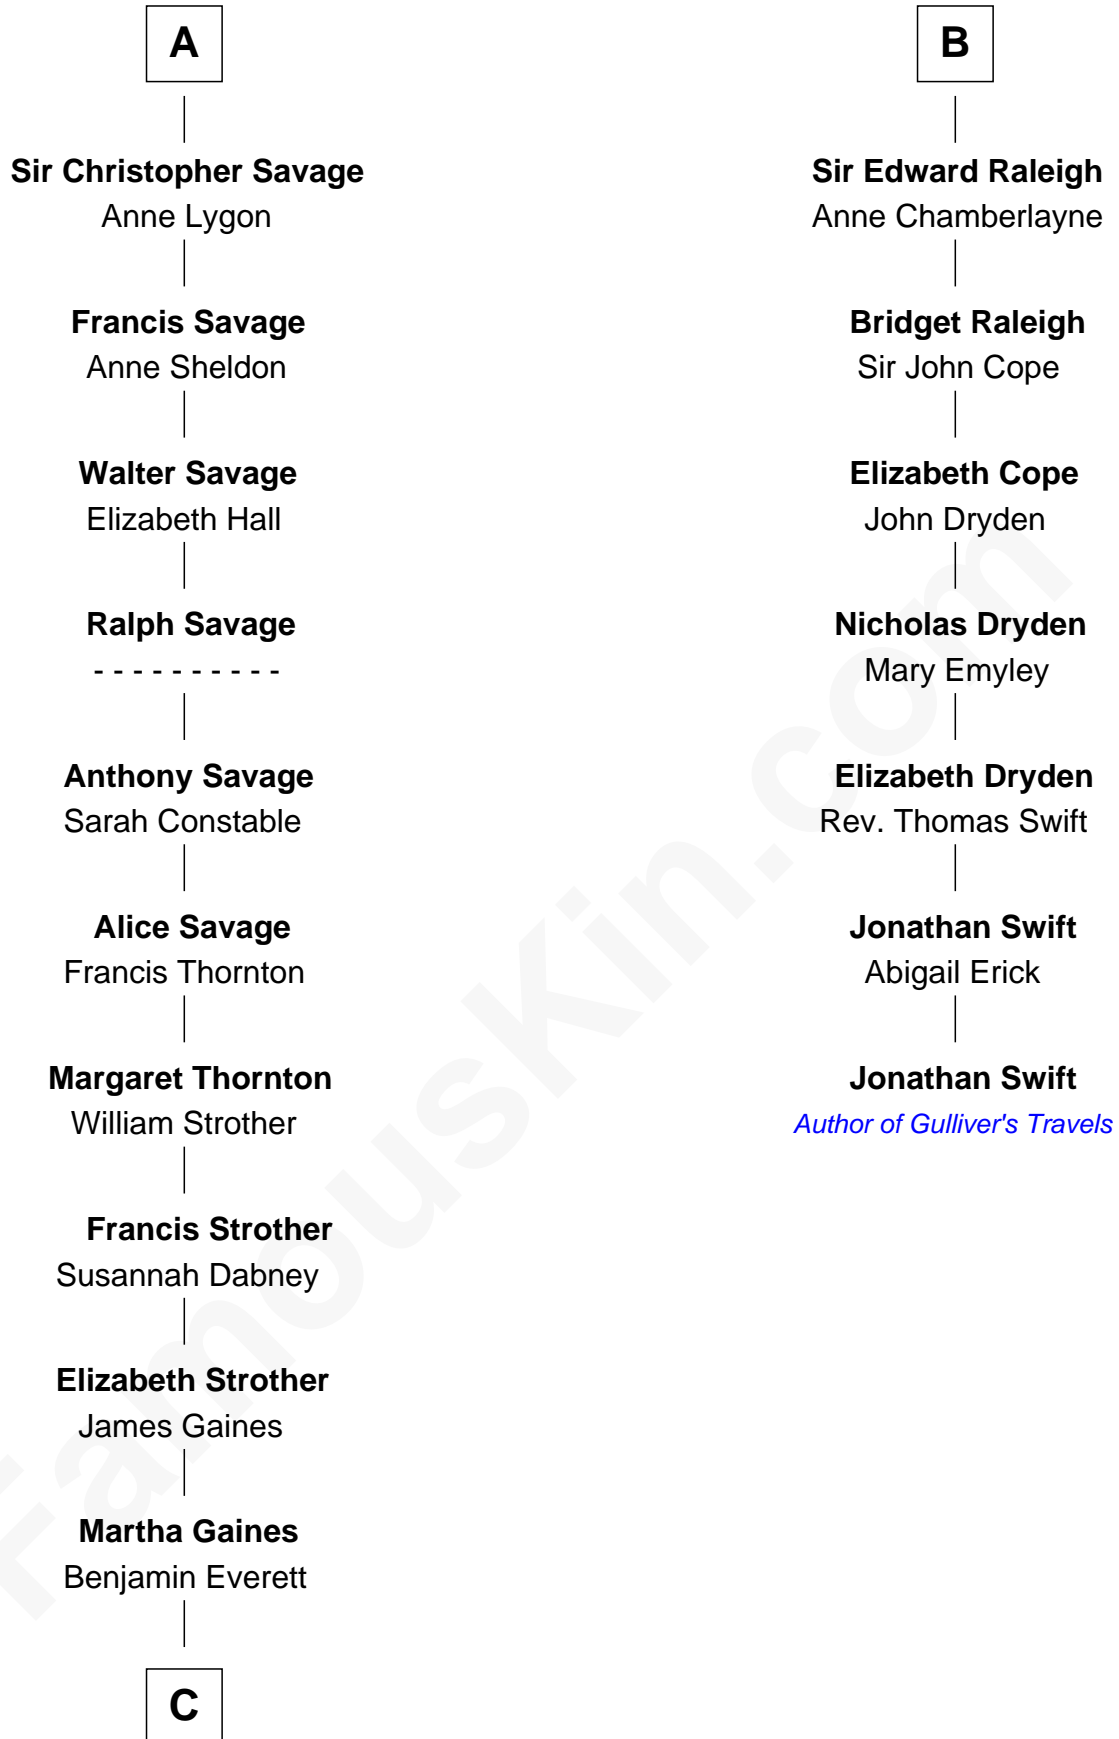 A
Sir Christopher Savage
Anne Lygon
Francis Savage
Anne Sheldon
Walter Savage
Elizabeth Hall
Ralph Savage
- - - - - - - - - -
Anthony Savage
Sarah Constable
Alice Savage
Francis Thornton
Margaret Thornton
William Strother
Francis Strother
Susannah Dabney
Elizabeth Strother
James Gaines
Martha Gaines
Benjamin Everett
C
B
Sir Edward Raleigh
Anne Chamberlayne
Bridget Raleigh
Sir John Cope
Elizabeth Cope
John Dryden
Nicholas Dryden
Mary Emyley
Elizabeth Dryden
Rev. Thomas Swift
Jonathan Swift
Abigail Erick
Jonathan Swift
Author of Gulliver's Travels
FamousKin.com